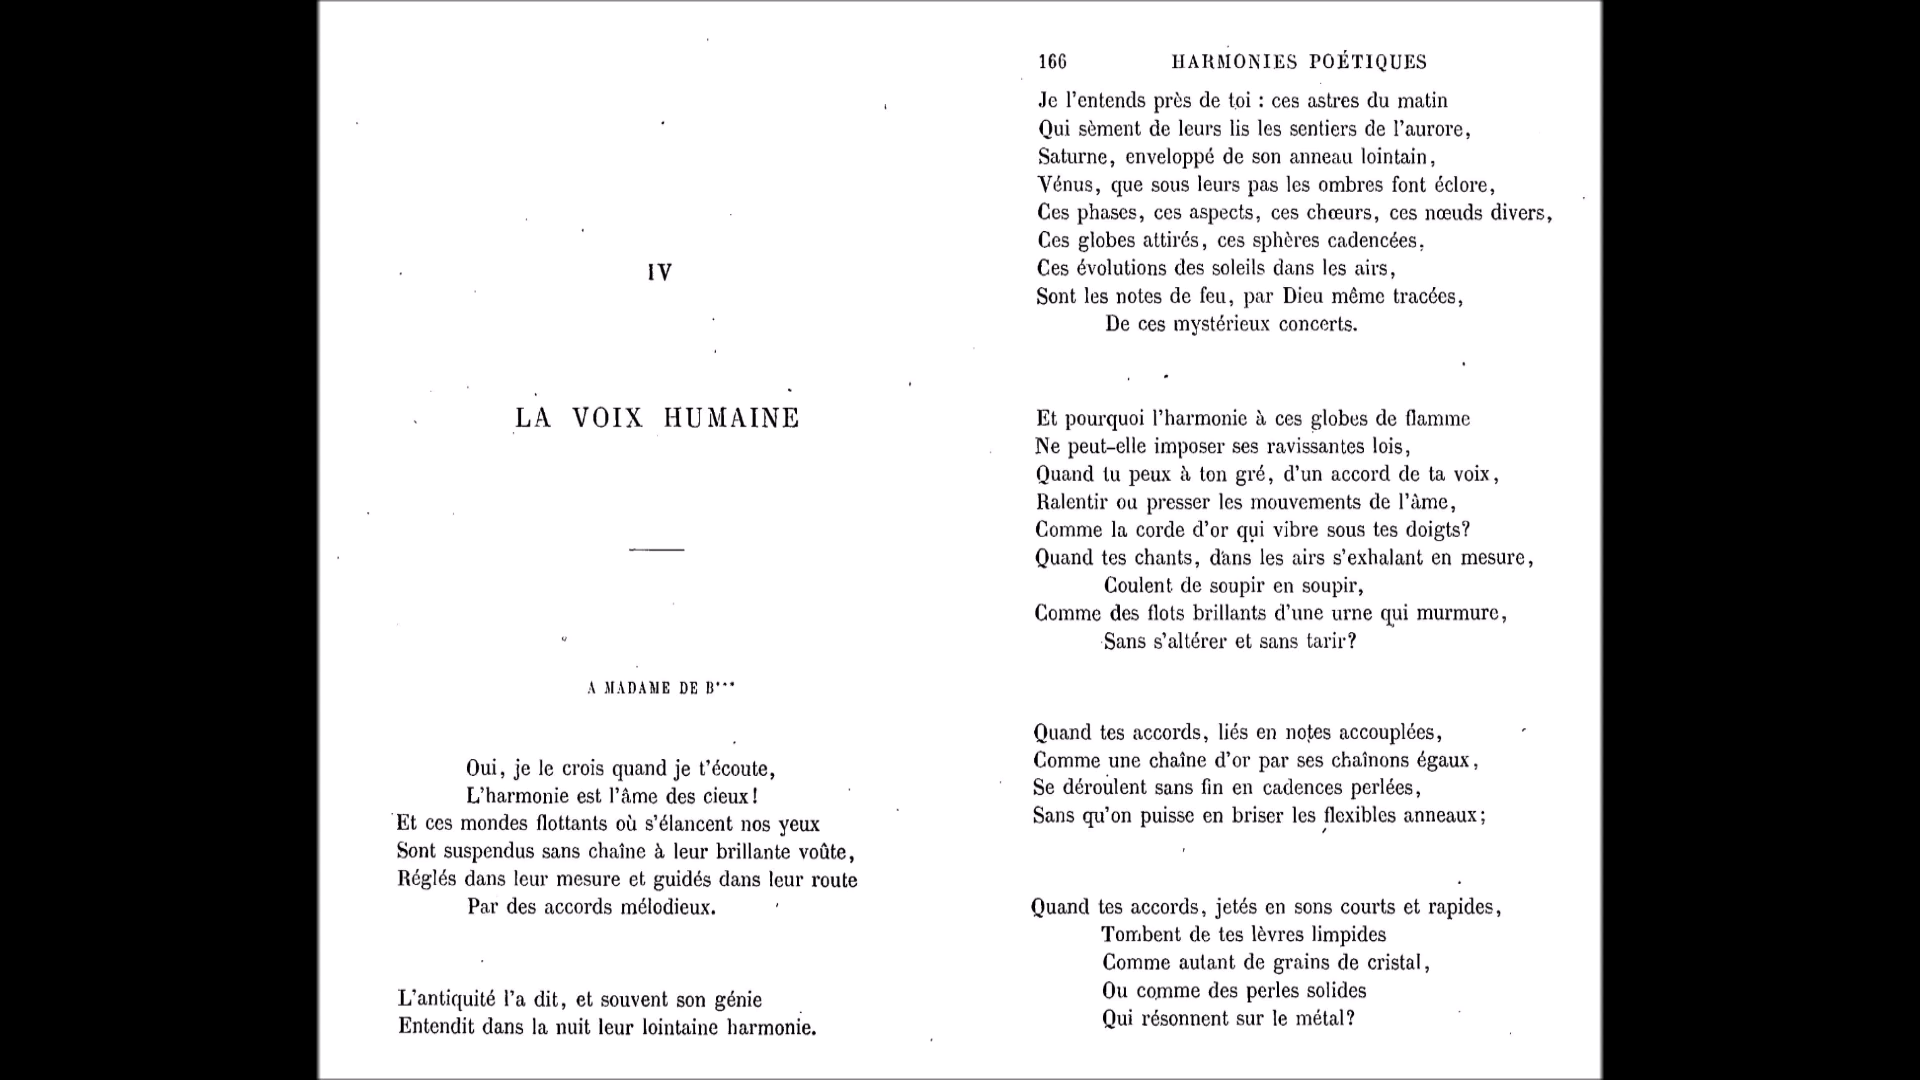 IV
LA VOIX HUMAINE
A MADAME DE B***
Oui, je le crois quand je t'écoute,
L'harmonie est l'âme des cieux!
Et ces mondes flottants où s'élancent nos yeux
Sont suspendus sans chaîne à leur brillante voûte,
Réglés dans leur mesure et guidés dans leur route
Par des accords mélodieux.
L'antiquité l'a dit, et souvent son génie
Entendit dans la nuit leur lointaine harmonie.
166 HARMONIES POÉTIQUES
Je l'entends près de toi : ces astres du matin
Qui sèment de leurs lis les sentiers de l'aurore,
Saturne, enveloppé de son anneau lointain,
Vénus, que sous leurs pas les ombres font éclore,
Ces phases, ces aspects, ces chœurs, ces nœuds divers,
Ces globes attirés, ces sphères cadencées,
Ces évolutions des soleils dans les airs,
Sont les notes de feu, par Dieu même tracées,
De ces mystérieux concerts.
Et pourquoi l'harmonie à ces globes de flamme
Ne peut-elle imposer ses ravissantes lois,
Quand tu peux à ton gré, d'un accord de ta voix,
Ralentir ou presser les mouvements de l'âme,
Comme la corde d'or qui vibre sous tes doigts?
Quand tes chants, dans les airs s'exhalant en mesure,
Coulent de soupir en soupir,
Comme des flots brillants d'une urne qui murmure,
Sans s'altérer et sans tarir?
Quand tes accords, liés en notes accouplées,
Comme une chaîne d'or par ses chaînons égaux,
Se déroulent sans fin en cadences perlées,
Sans qu'on puisse en briser les flexibles anneaux;
Quand tes accords, jetés en sons courts et rapides,
Tombent de tes lèvres limpides
Comme autant de grains de cristal,
Ou comme des perles solides
Qui résonnent sur le métal?